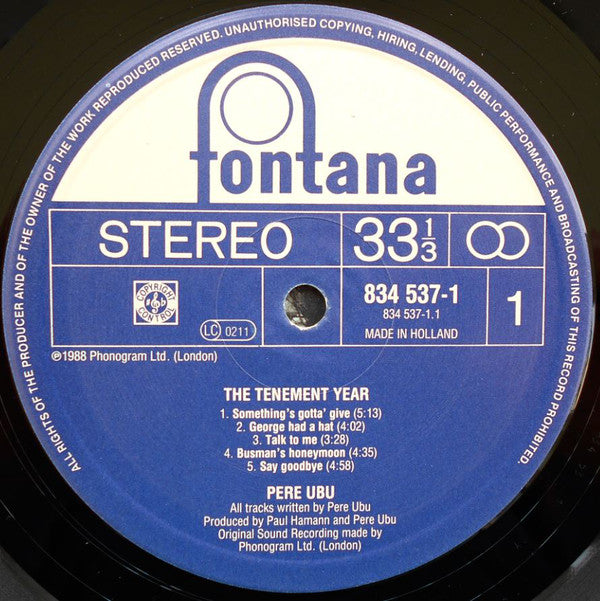 ALL RIGHTS OF THE PRODUCER AND OF THE OWNER OF THE WORK REPRODUCED RESERVED. UNAUTHORISED COPYING, HIRING, LENDING, PUBLIC PERFORMANCE AND BROADCASTING OF THIS RECORD PROHIBITED.
fontana
STEREO
33 1/3
834 537-1
834 537-1.1
MADE IN HOLLAND
1
COPYRIGHT CONTROL
LC 0211
℗1988 Phonogram Ltd. (London)
THE TENEMENT YEAR
1. Something's gotta' give (5:13)
2. George had a hat (4:02)
3. Talk to me (3:28)
4. Busman's honeymoon (4:35)
5. Say goodbye (4:58)
PERE UBU
All tracks written by Pere Ubu
Produced by Paul Hamann and Pere Ubu
Original Sound Recording made by
Phonogram Ltd. (London)